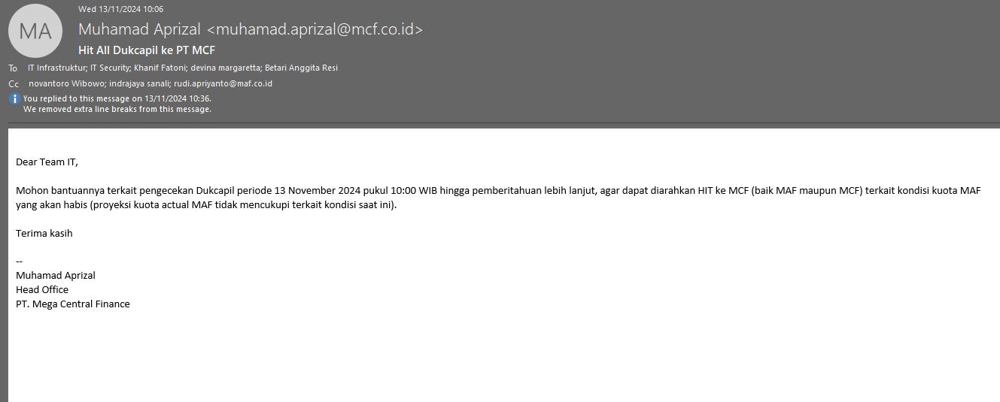 Wed 13/11/2024 10:06
MA
Muhamad Aprizal <muhamad.aprizal@mcf.co.id>
Hit All Dukcapil ke PT MCF
To IT Infrastruktur; IT Security; Khanif Fatoni; devina margaretta; Betari Anggita Resi
Cc novantoro Wibowo; indrajaya sanali; rudi.apriyanto@maf.co.id
i You replied to this message on 13/11/2024 10:36.
We removed extra line breaks from this message.
Dear Team IT,
Mohon bantuannya terkait pengecekan Dukcapil periode 13 November 2024 pukul 10:00 WIB hingga pemberitahuan lebih lanjut, agar dapat diarahkan HIT ke MCF (baik MAF maupun MCF) terkait kondisi kuota MAF
yang akan habis (proyeksi kuota actual MAF tidak mencukupi terkait kondisi saat ini).
Terima kasih
--
Muhamad Aprizal
Head Office
PT. Mega Central Finance